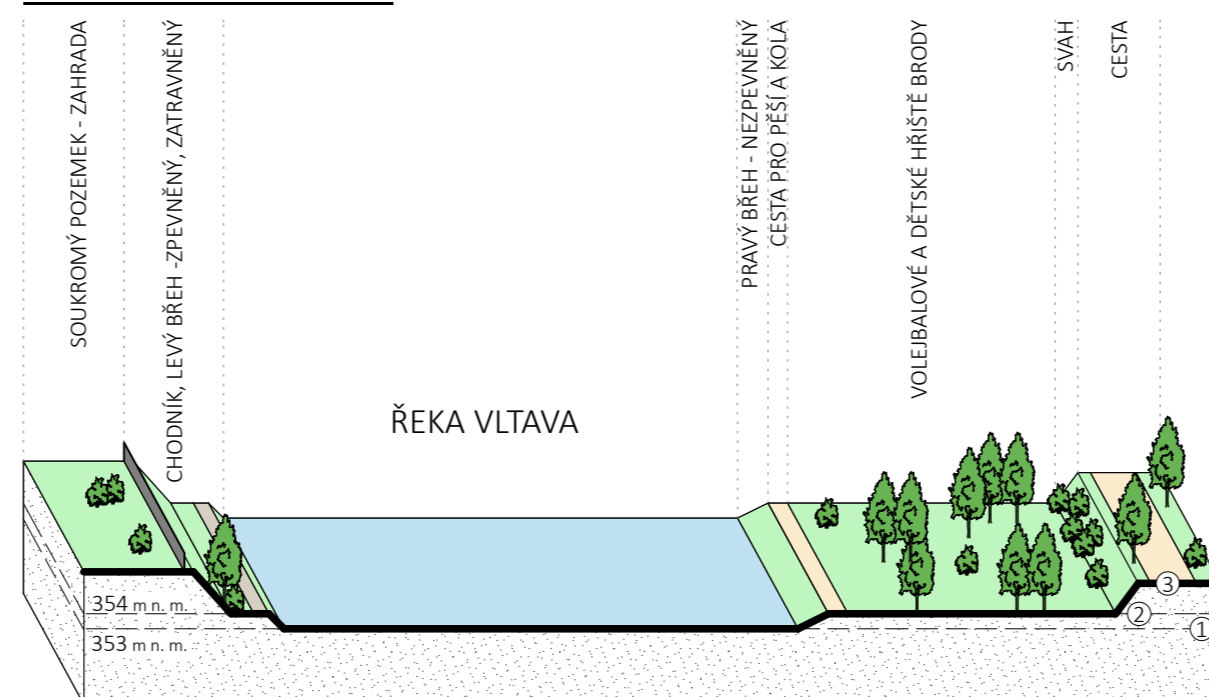 SOUKROMÝ POZEMEK - ZAHRADA
CHODNÍK, LEVÝ BŘEH -ZPEVNĚNÝ, ZATRAVNĚNÝ
ŘEKA VLTAVA
PRAVÝ BŘEH - NEZPEVNĚNÝ
CESTA PRO PĚŠÍ A KOLA
VOLEJBALOVÉ A DĚTSKÉ HŘIŠTĚ BRODY
SVAH
CESTA
354 m n. m.
353 m n. m.
3
2
1